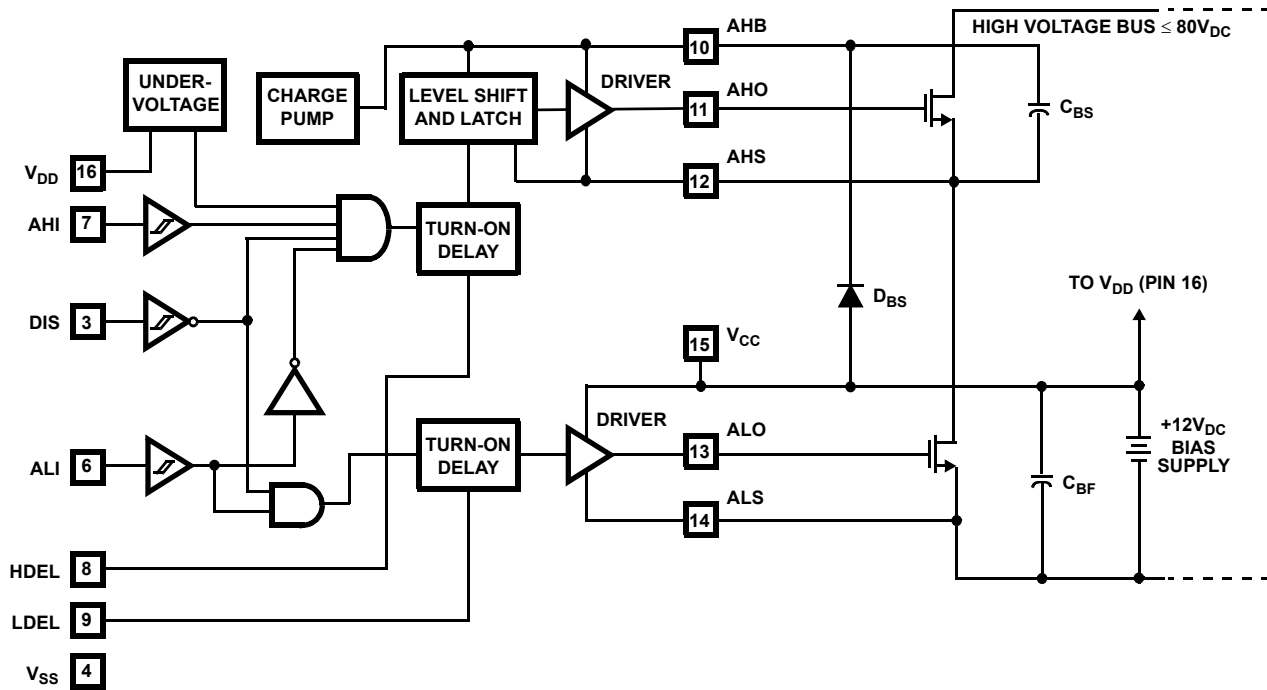 AHB
HIGH VOLTAGE BUS ≤ 80VDC
10
UNDER-
VOLTAGE
CHARGE
PUMP
LEVEL SHIFT
AND LATCH
DRIVER
AHO
11
CBS
AHS
12
VDD 16
AHI 7
TURN-ON
DELAY
DIS 3
DBS
TO VDD (PIN 16)
VCC
15
DRIVER
ALO
13
TURN-ON
DELAY
ALI 6
+12VDC
BIAS
SUPPLY
CBF
ALS
14
HDEL 8
LDEL 9
VSS 4